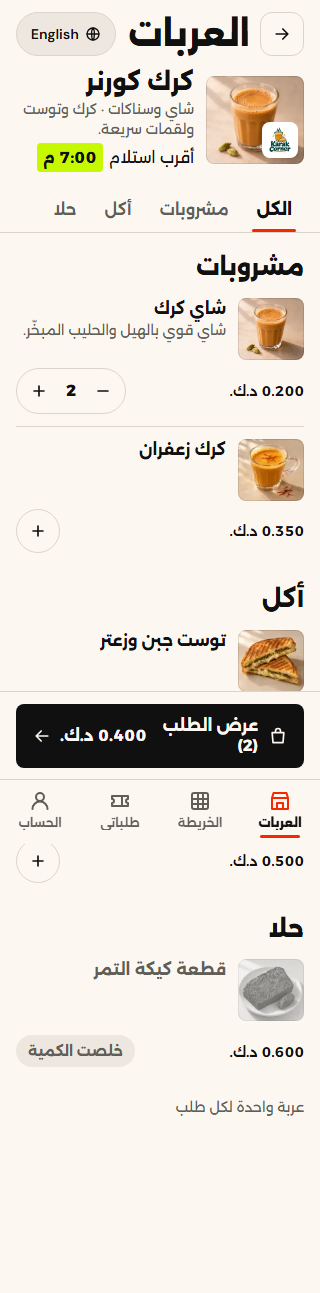 العربات
English
كرك كورنر
شاي وسناكات · كرك وتوست
ولقمات سريعة.
Karak
Corner
أقرب استلام 7:00 م
الكل
مشروبات
أكل
حلا
مشروبات
شاي كرك
شاي قوي بالهيل والحليب المبخّر.
0.200 د.ك.
2
كرك زعفران
0.350 د.ك.
أكل
توست جبن وزعتر
عرض الطلب
(2)
0.400 د.ك.
العربات
الخريطة
طلباتي
الحساب
0.500 د.ك.
حلا
قطعة كيكة التمر
0.600 د.ك.
خلصت الكمية
عربة واحدة لكل طلب